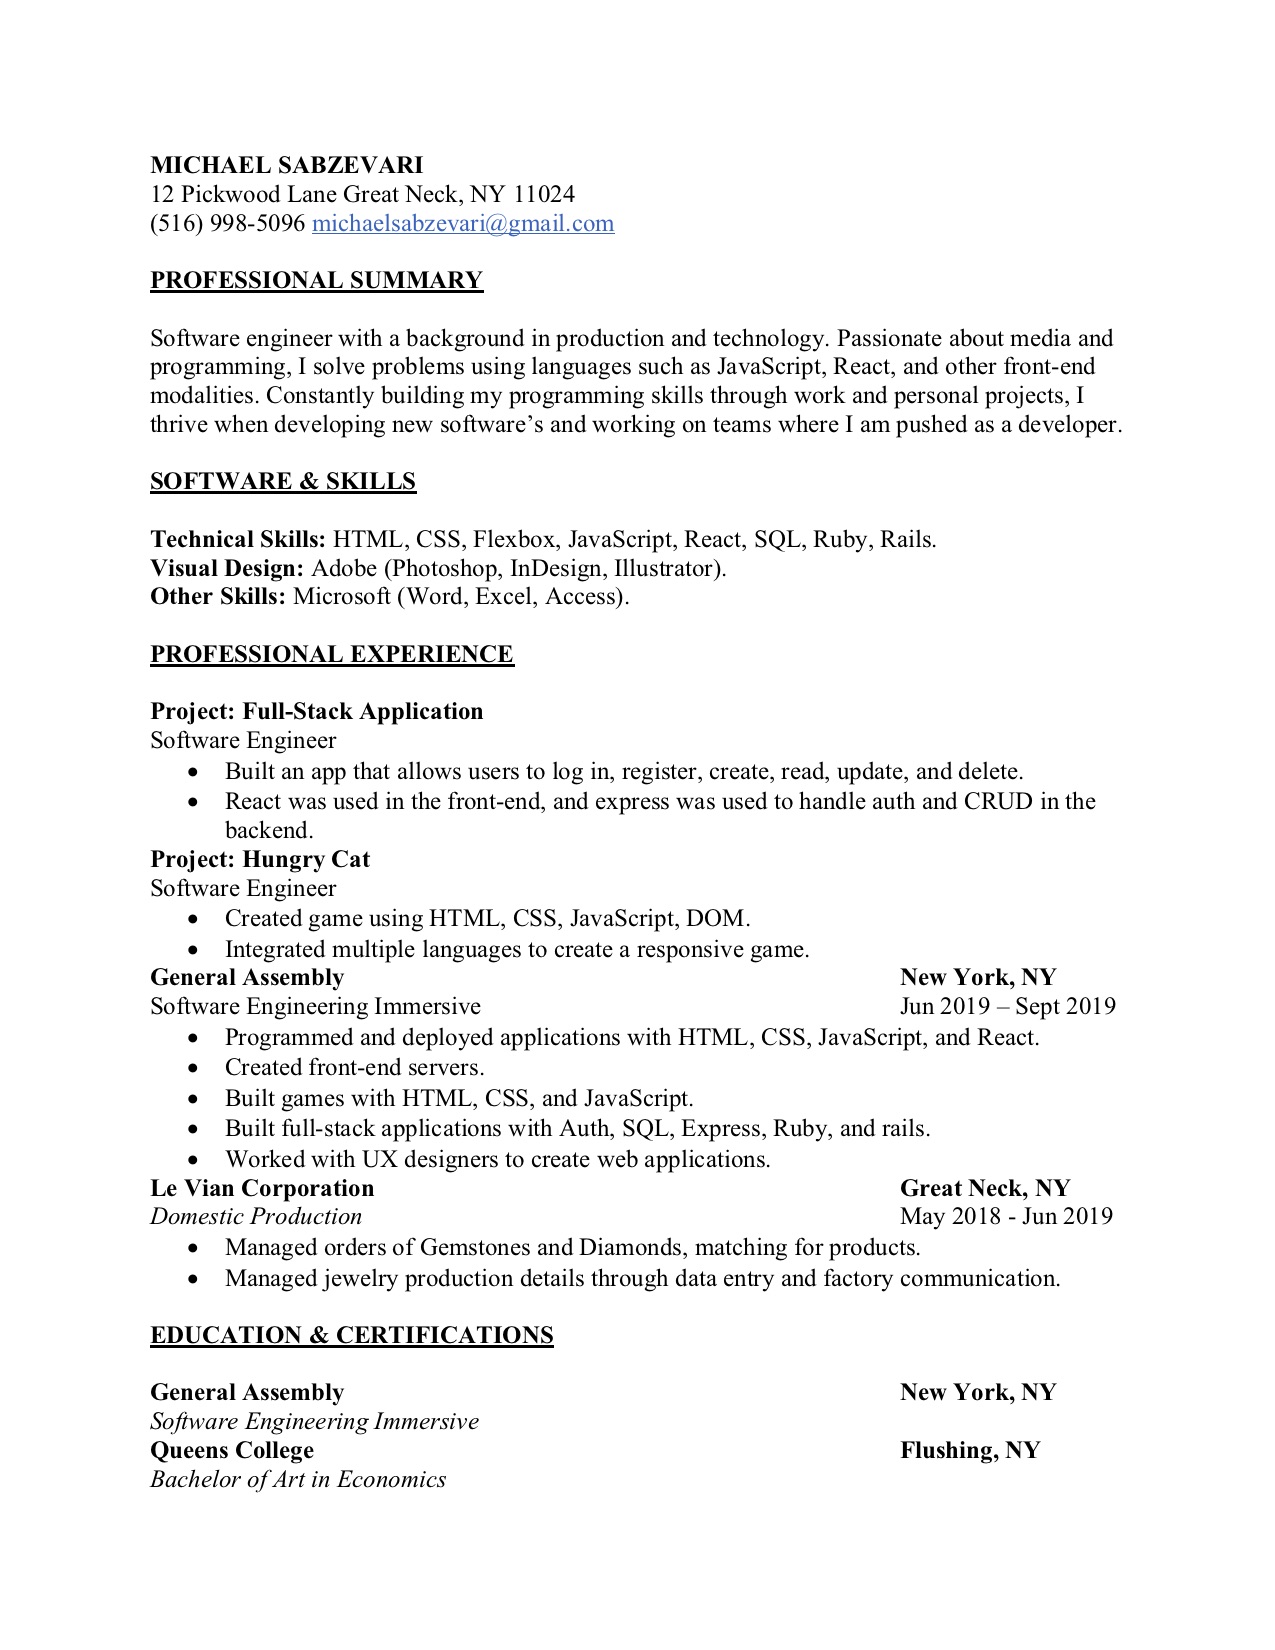 MICHAEL SABZEVARI
12 Pickwood Lane Great Neck, NY 11024
(516) 998-5096 michaelsabzevari@gmail.com
PROFESSIONAL SUMMARY
Software engineer with a background in production and technology. Passionate about media and
programming, I solve problems using languages such as JavaScript, React, and other front-end
modalities. Constantly building my programming skills through work and personal projects, I
thrive when developing new software’s and working on teams where I am pushed as a developer.
SOFTWARE & SKILLS
Technical Skills: HTML, CSS, Flexbox, JavaScript, React, SQL, Ruby, Rails.
Visual Design: Adobe (Photoshop, InDesign, Illustrator).
Other Skills: Microsoft (Word, Excel, Access).
PROFESSIONAL EXPERIENCE
Project: Full-Stack Application
Software Engineer
• Built an app that allows users to log in, register, create, read, update, and delete.
• React was used in the front-end, and express was used to handle auth and CRUD in the
backend.
Project: Hungry Cat
Software Engineer
• Created game using HTML, CSS, JavaScript, DOM.
• Integrated multiple languages to create a responsive game.
General Assembly New York, NY
Software Engineering Immersive Jun 2019 – Sept 2019
• Programmed and deployed applications with HTML, CSS, JavaScript, and React.
• Created front-end servers.
• Built games with HTML, CSS, and JavaScript.
• Built full-stack applications with Auth, SQL, Express, Ruby, and rails.
• Worked with UX designers to create web applications.
Le Vian Corporation Great Neck, NY
Domestic Production May 2018 - Jun 2019
• Managed orders of Gemstones and Diamonds, matching for products.
• Managed jewelry production details through data entry and factory communication.
EDUCATION & CERTIFICATIONS
General Assembly New York, NY
Software Engineering Immersive
Queens College Flushing, NY
Bachelor of Art in Economics